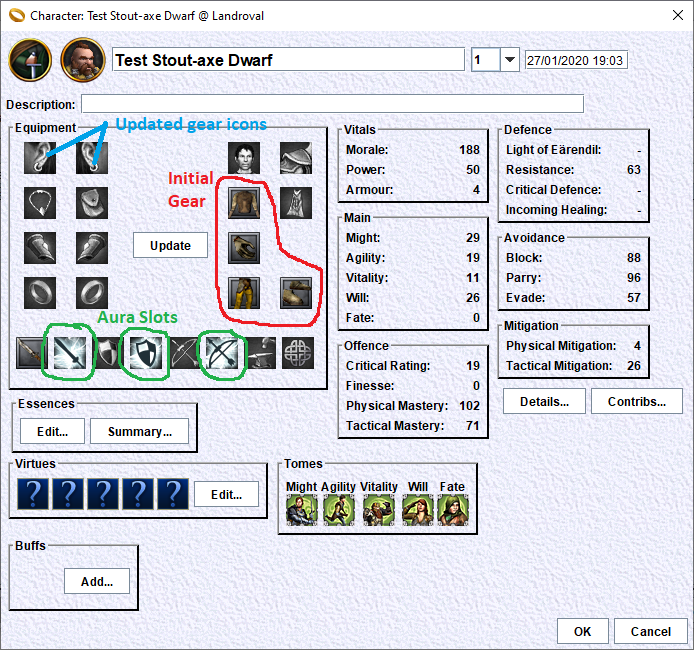 Character: Test Stout-axe Dwarf @ Landroval
Test Stout-axe Dwarf
1
27/01/2020 19:03
Description:
Equipment
Updated gear icons
Initial
Gear
Update
Aura Slots
Vitals
Morale: 188
Power: 50
Armour: 4
Main
Might: 29
Agility: 19
Vitality: 11
Will: 26
Fate: 0
Offence
Critical Rating: 19
Finesse: 0
Physical Mastery: 102
Tactical Mastery: 71
Defence
Light of Eärendil: -
Resistance: 63
Critical Defence: -
Incoming Healing: -
Avoidance
Block: 88
Parry: 96
Evade: 57
Mitigation
Physical Mitigation: 4
Tactical Mitigation: 26
Details...
Contribs...
Essences
Edit...
Summary...
Virtues
? ? ? ? ?
Edit...
Tomes
Might Agility Vitality Will Fate
Buffs
Add...
OK
Cancel